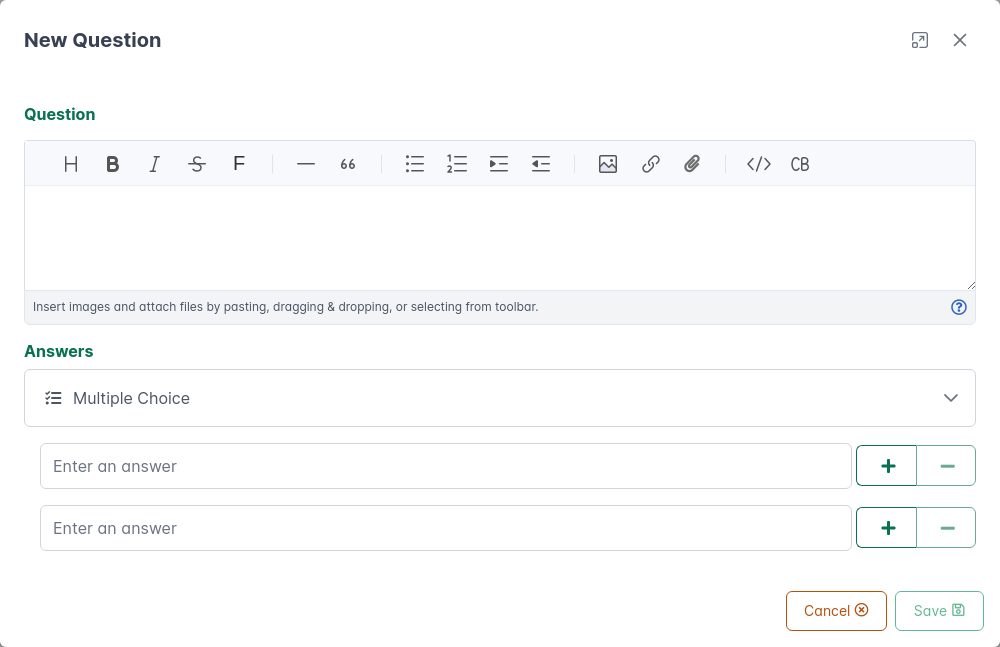 New Question
Question
H B I S F 66 </> CB
Insert images and attach files by pasting, dragging & dropping, or selecting from toolbar.
Answers
Multiple Choice
Enter an answer
Enter an answer
Cancel Save